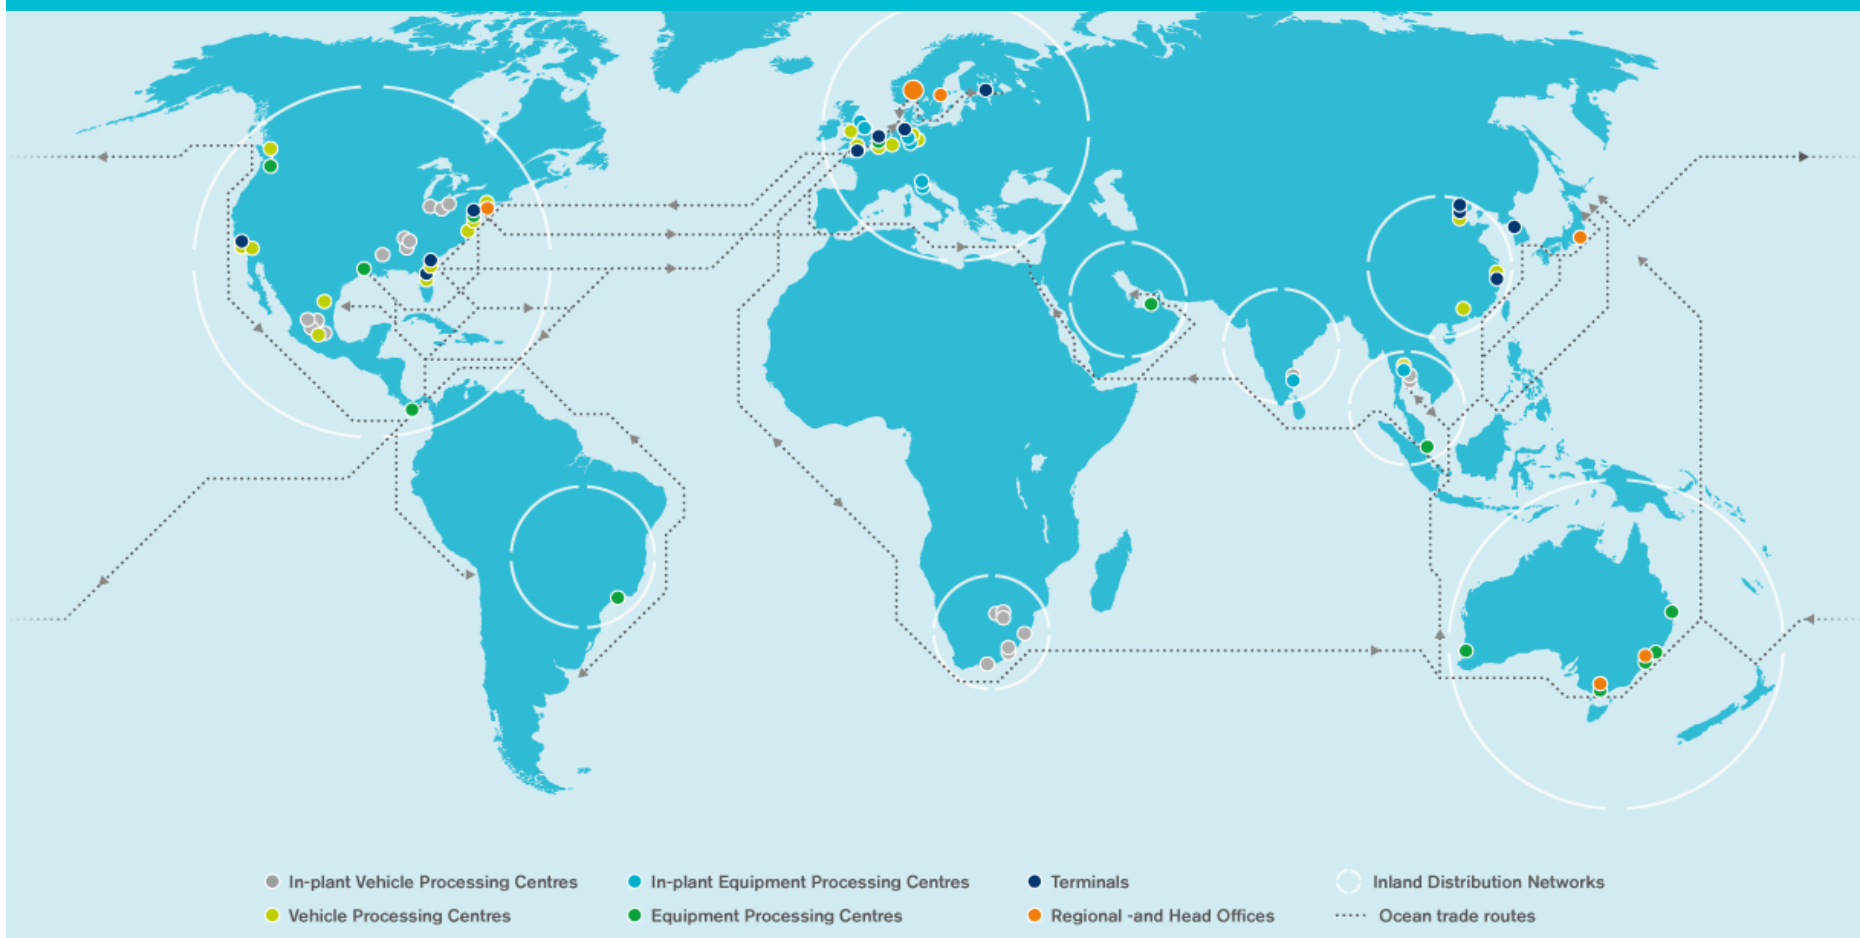 In-plant Vehicle Processing Centres
In-plant Equipment Processing Centres
Terminals
Inland Distribution Networks
Vehicle Processing Centres
Equipment Processing Centres
Regional -and Head Offices
Ocean trade routes